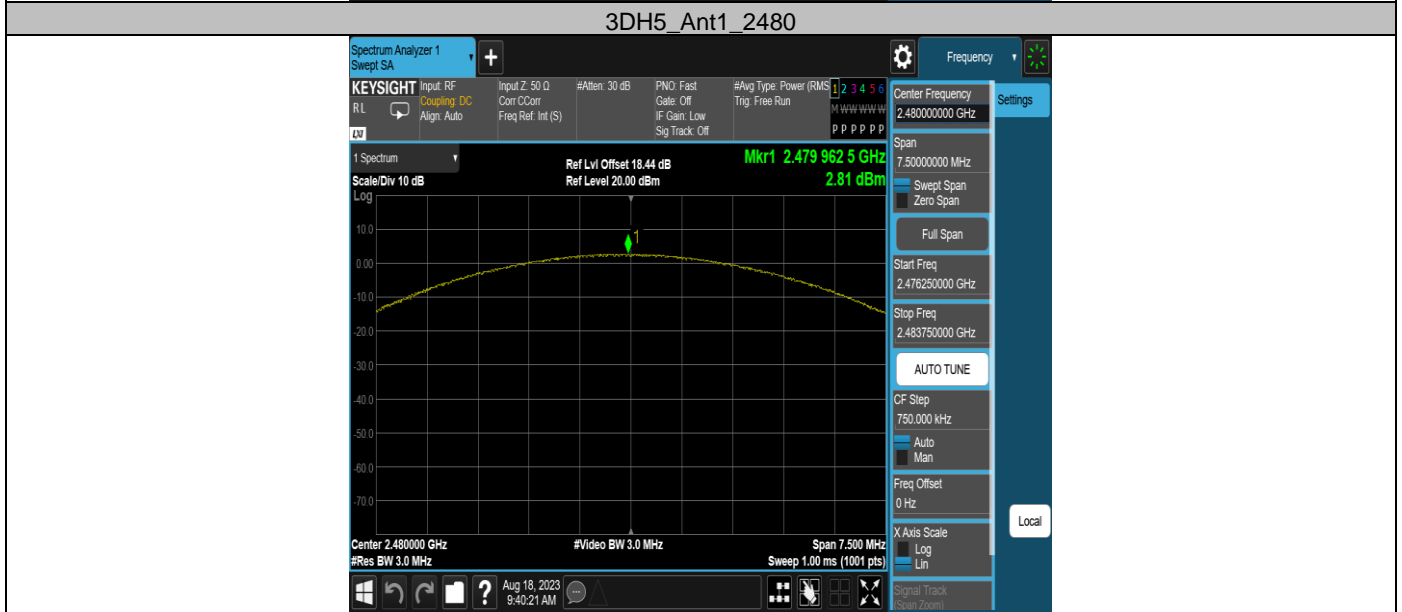 3DH5_Ant1_2480
Spectrum Analyzer 1
Swept SA
Frequency
KEYSIGHT
RL
LXI
Input: RF
Coupling: DC
Align: Auto
Input Z: 50 Ω
Corr CCorr
Freq Ref: Int (S)
#Atten: 30 dB
PNO: Fast
Gate: Off
IF Gain: Low
Sig Track: Off
#Avg Type: Power (RMS
Trig: Free Run
1 2 3 4 5 6
M W W W W W
P P P P P P
1 Spectrum
Scale/Div 10 dB
Log
Ref Lvl Offset 18.44 dB
Ref Level 20.00 dBm
Mkr1 2.479 962 5 GHz
2.81 dBm
1
10.0
0.00
-10.0
-20.0
-30.0
-40.0
-50.0
-60.0
-70.0
Center 2.480000 GHz
#Res BW 3.0 MHz
#Video BW 3.0 MHz
Span 7.500 MHz
Sweep 1.00 ms (1001 pts)
Center Frequency
2.480000000 GHz
Span
7.50000000 MHz
Swept Span
Zero Span
Full Span
Start Freq
2.476250000 GHz
Stop Freq
2.483750000 GHz
AUTO TUNE
CF Step
750.000 kHz
Auto
Man
Freq Offset
0 Hz
X Axis Scale
Log
Lin
Signal Track
(Span Zoom)
Settings
Local
?
Aug 18, 2023
9:40:21 AM